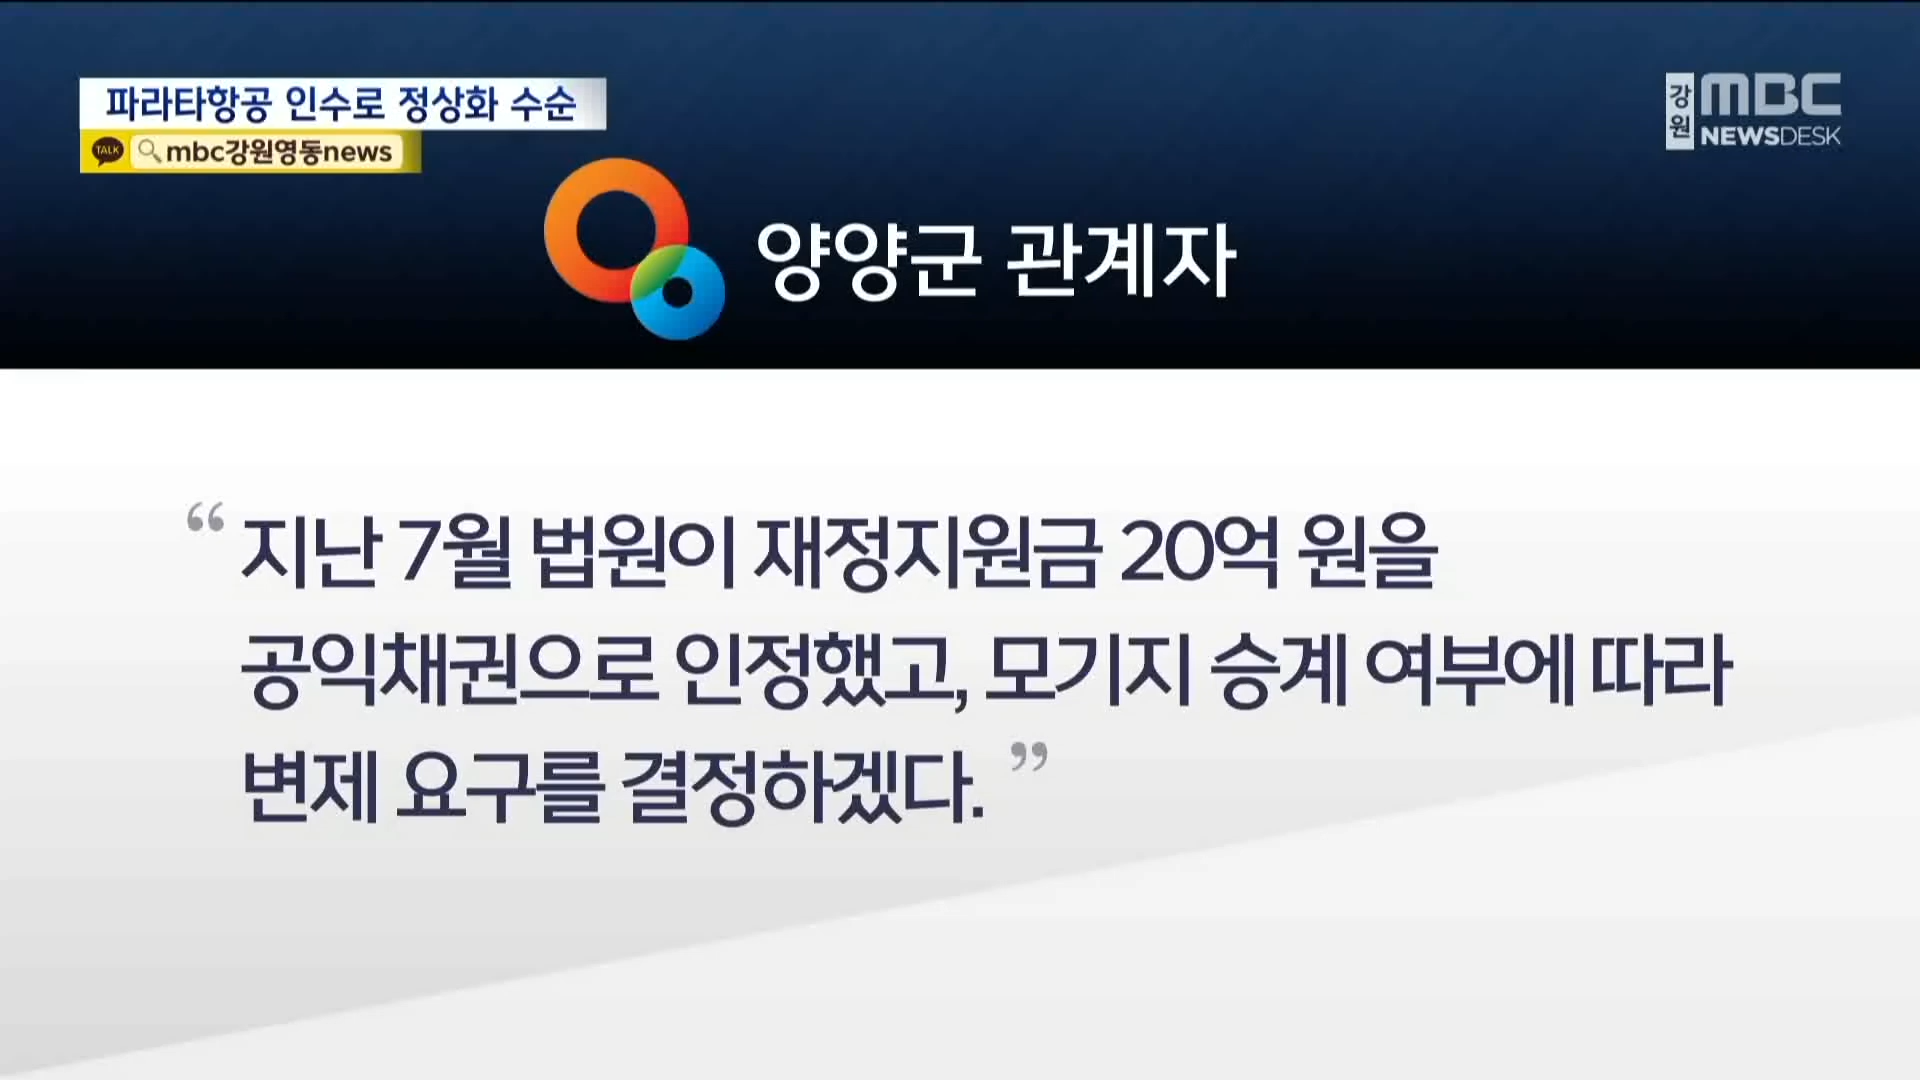 파라타항공 인수로 정상화 수순
TALK mbc강원영동news
강원 MBC
NEWSDESK
양양군 관계자
“ 지난 7월 법원이 재정지원금 20억 원을
공익채권으로 인정했고, 모기지 승계 여부에 따라
변제 요구를 결정하겠다. ”